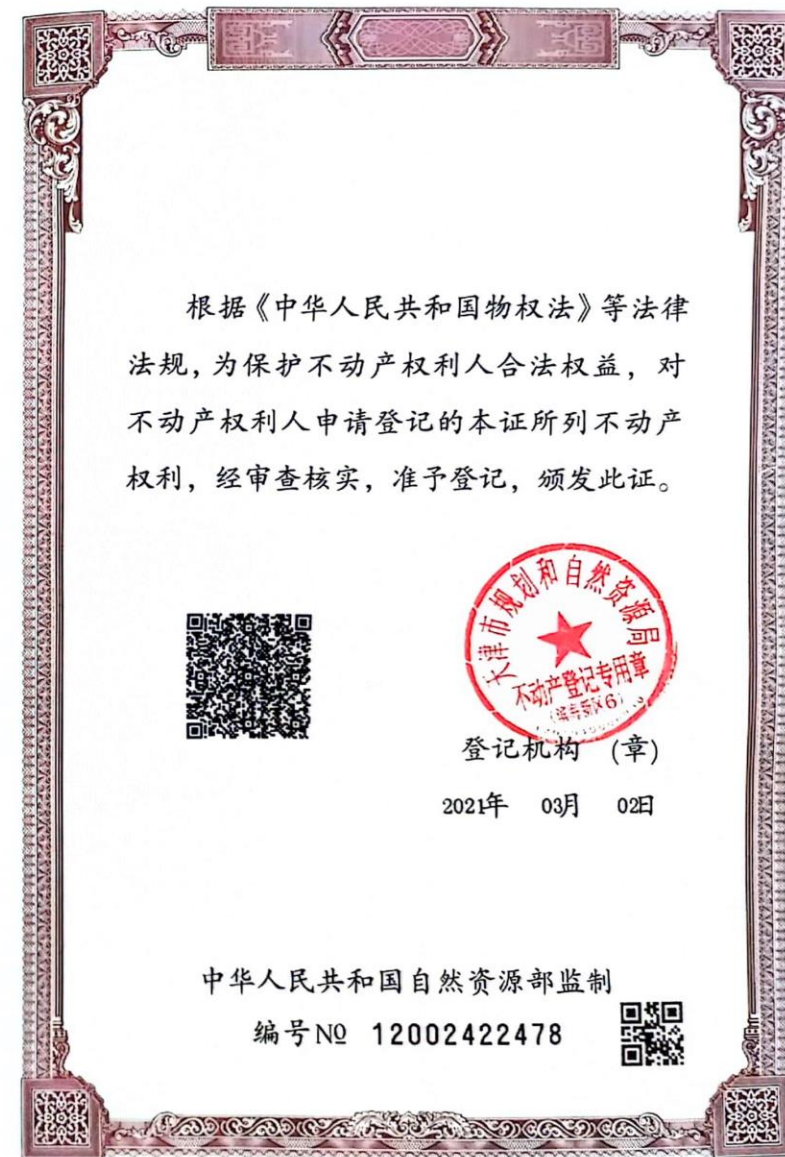 根据《中华人民共和国物权法》等法律
法规,为保护不动产权利人合法权益,对
不动产权利人申请登记的本证所列不动产
权利,经审查核实,准予登记,颁发此证。
天津市规划和自然资源局
不动产登记专用章
登记机构 (章)
2021年 03月 02日
中华人民共和国自然资源部监制
编号№ 12002422478